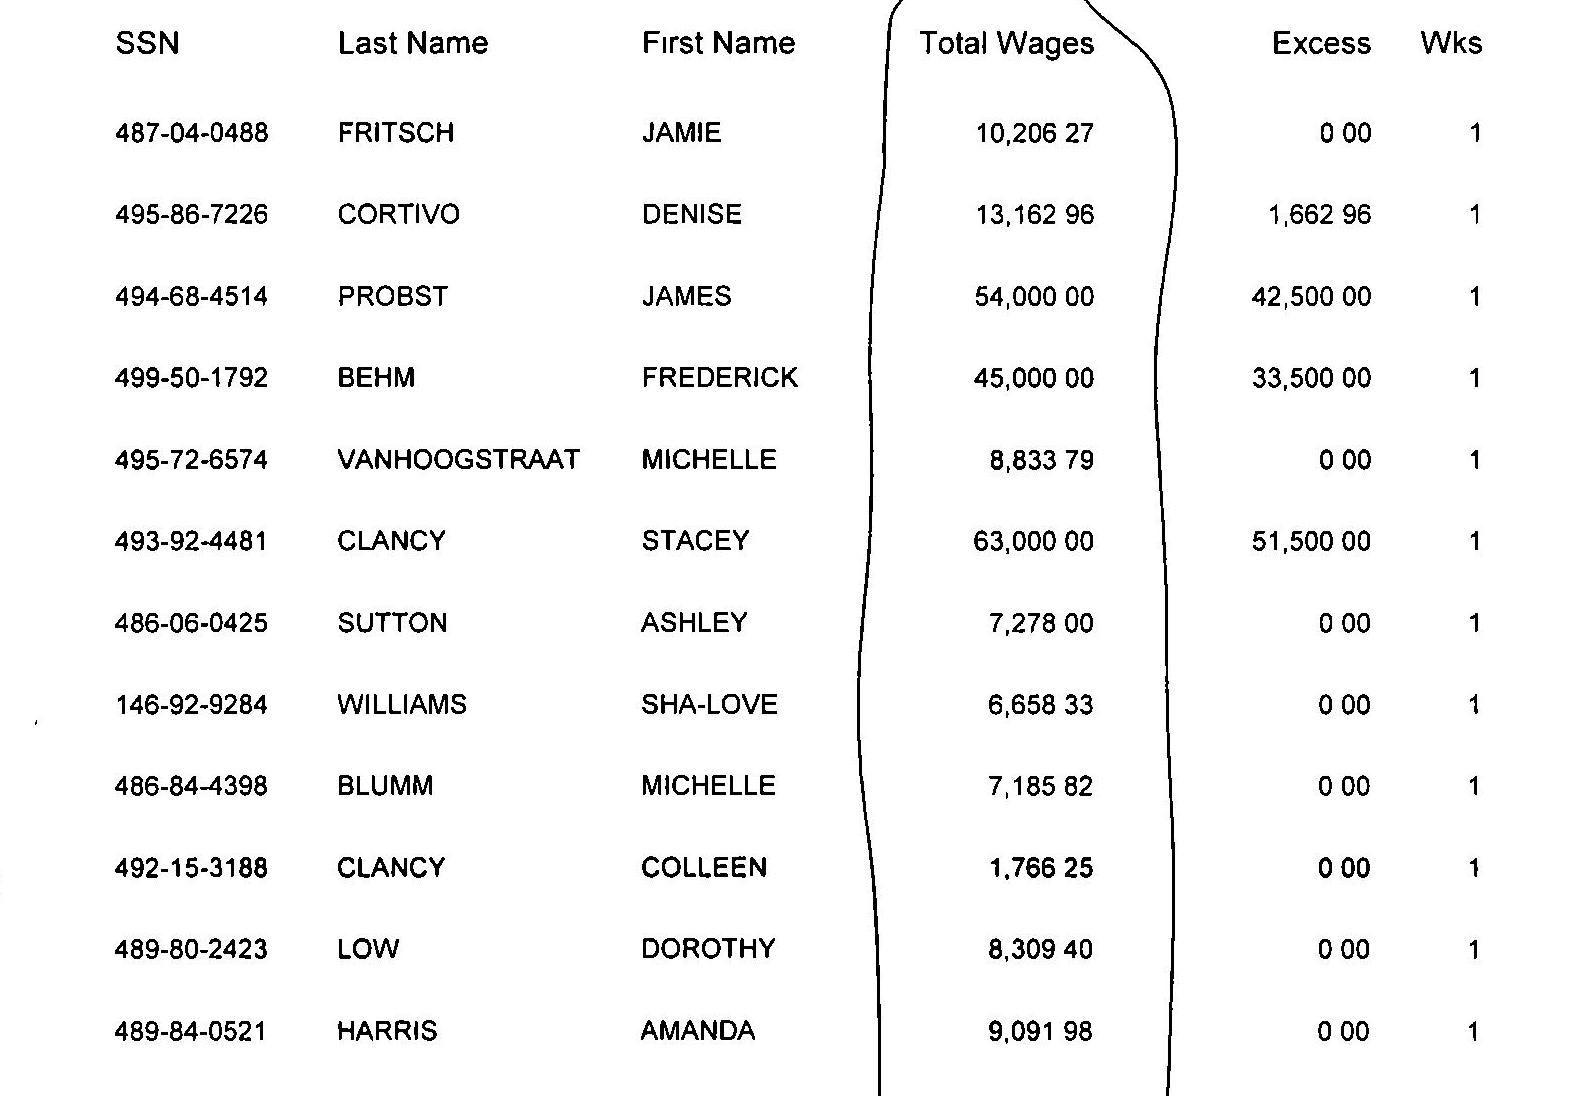 SSN Last Name First Name Total Wages Excess Wks
487-04-0488 FRITSCH JAMIE 10,206 27 0 00 1
495-86-7226 CORTIVO DENISE 13,162 96 1,662 96 1
494-68-4514 PROBST JAMES 54,000 00 42,500 00 1
499-50-1792 BEHM FREDERICK 45,000 00 33,500 00 1
495-72-6574 VANHOOGSTRAAT MICHELLE 8,833 79 0 00 1
493-92-4481 CLANCY STACEY 63,000 00 51,500 00 1
486-06-0425 SUTTON ASHLEY 7,278 00 0 00 1
146-92-9284 WILLIAMS SHA-LOVE 6,658 33 0 00 1
486-84-4398 BLUMM MICHELLE 7,185 82 0 00 1
492-15-3188 CLANCY COLLEEN 1,766 25 0 00 1
489-80-2423 LOW DOROTHY 8,309 40 0 00 1
489-84-0521 HARRIS AMANDA 9,091 98 0 00 1